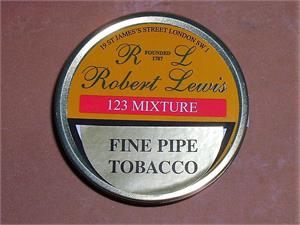 19 ST JAMES'S STREET LONDON SW1
R FOUNDED L
1787
Robert Lewis
123 MIXTURE
FINE PIPE
TOBACCO